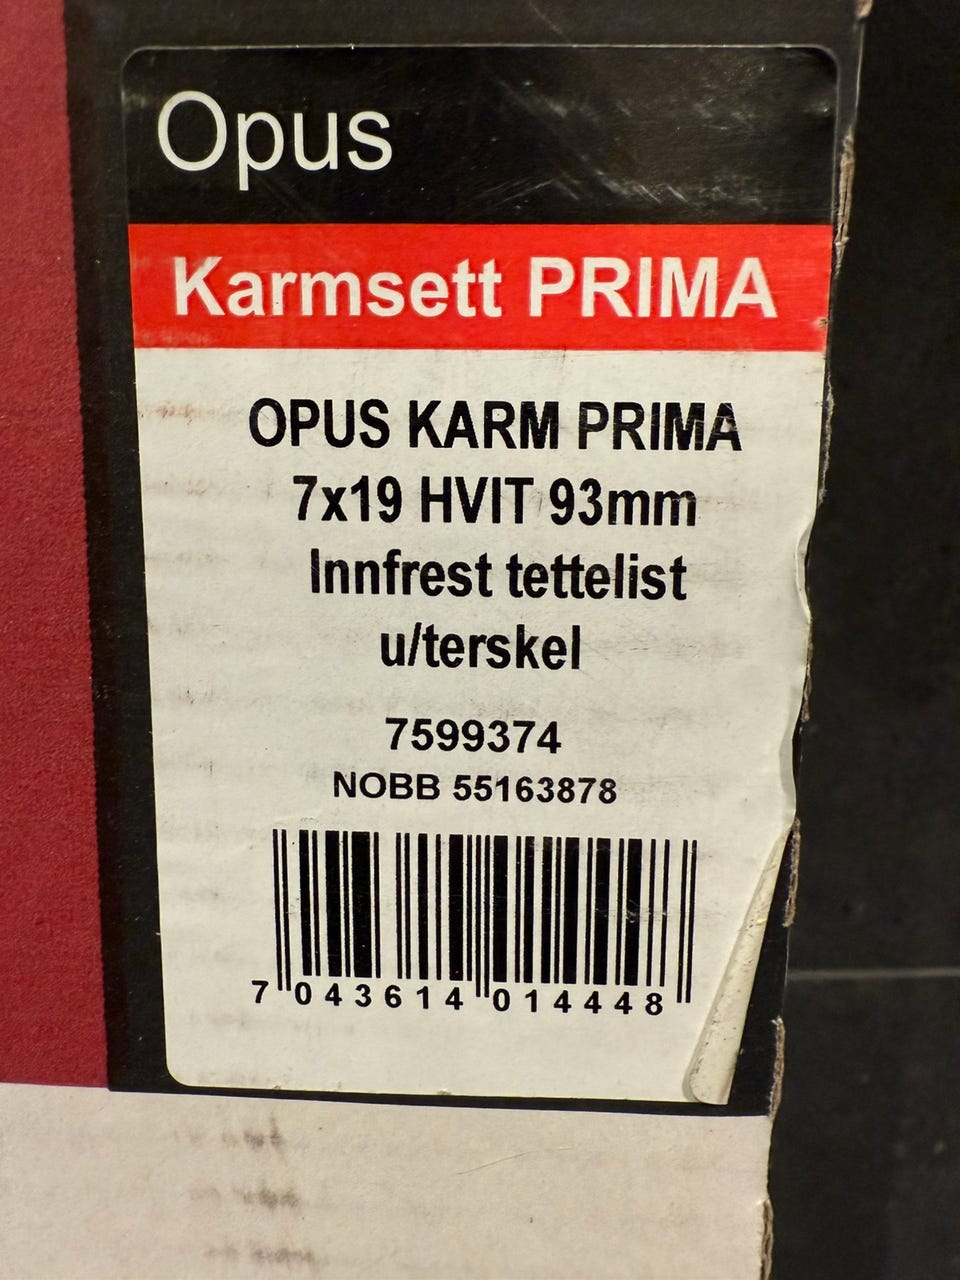 Opus
Karmsett PRIMA
OPUS KARM PRIMA
7x19 HVIT 93mm
Innfrest tettelist
u/terskel
7599374
NOBB 55163878
7 043614 014448